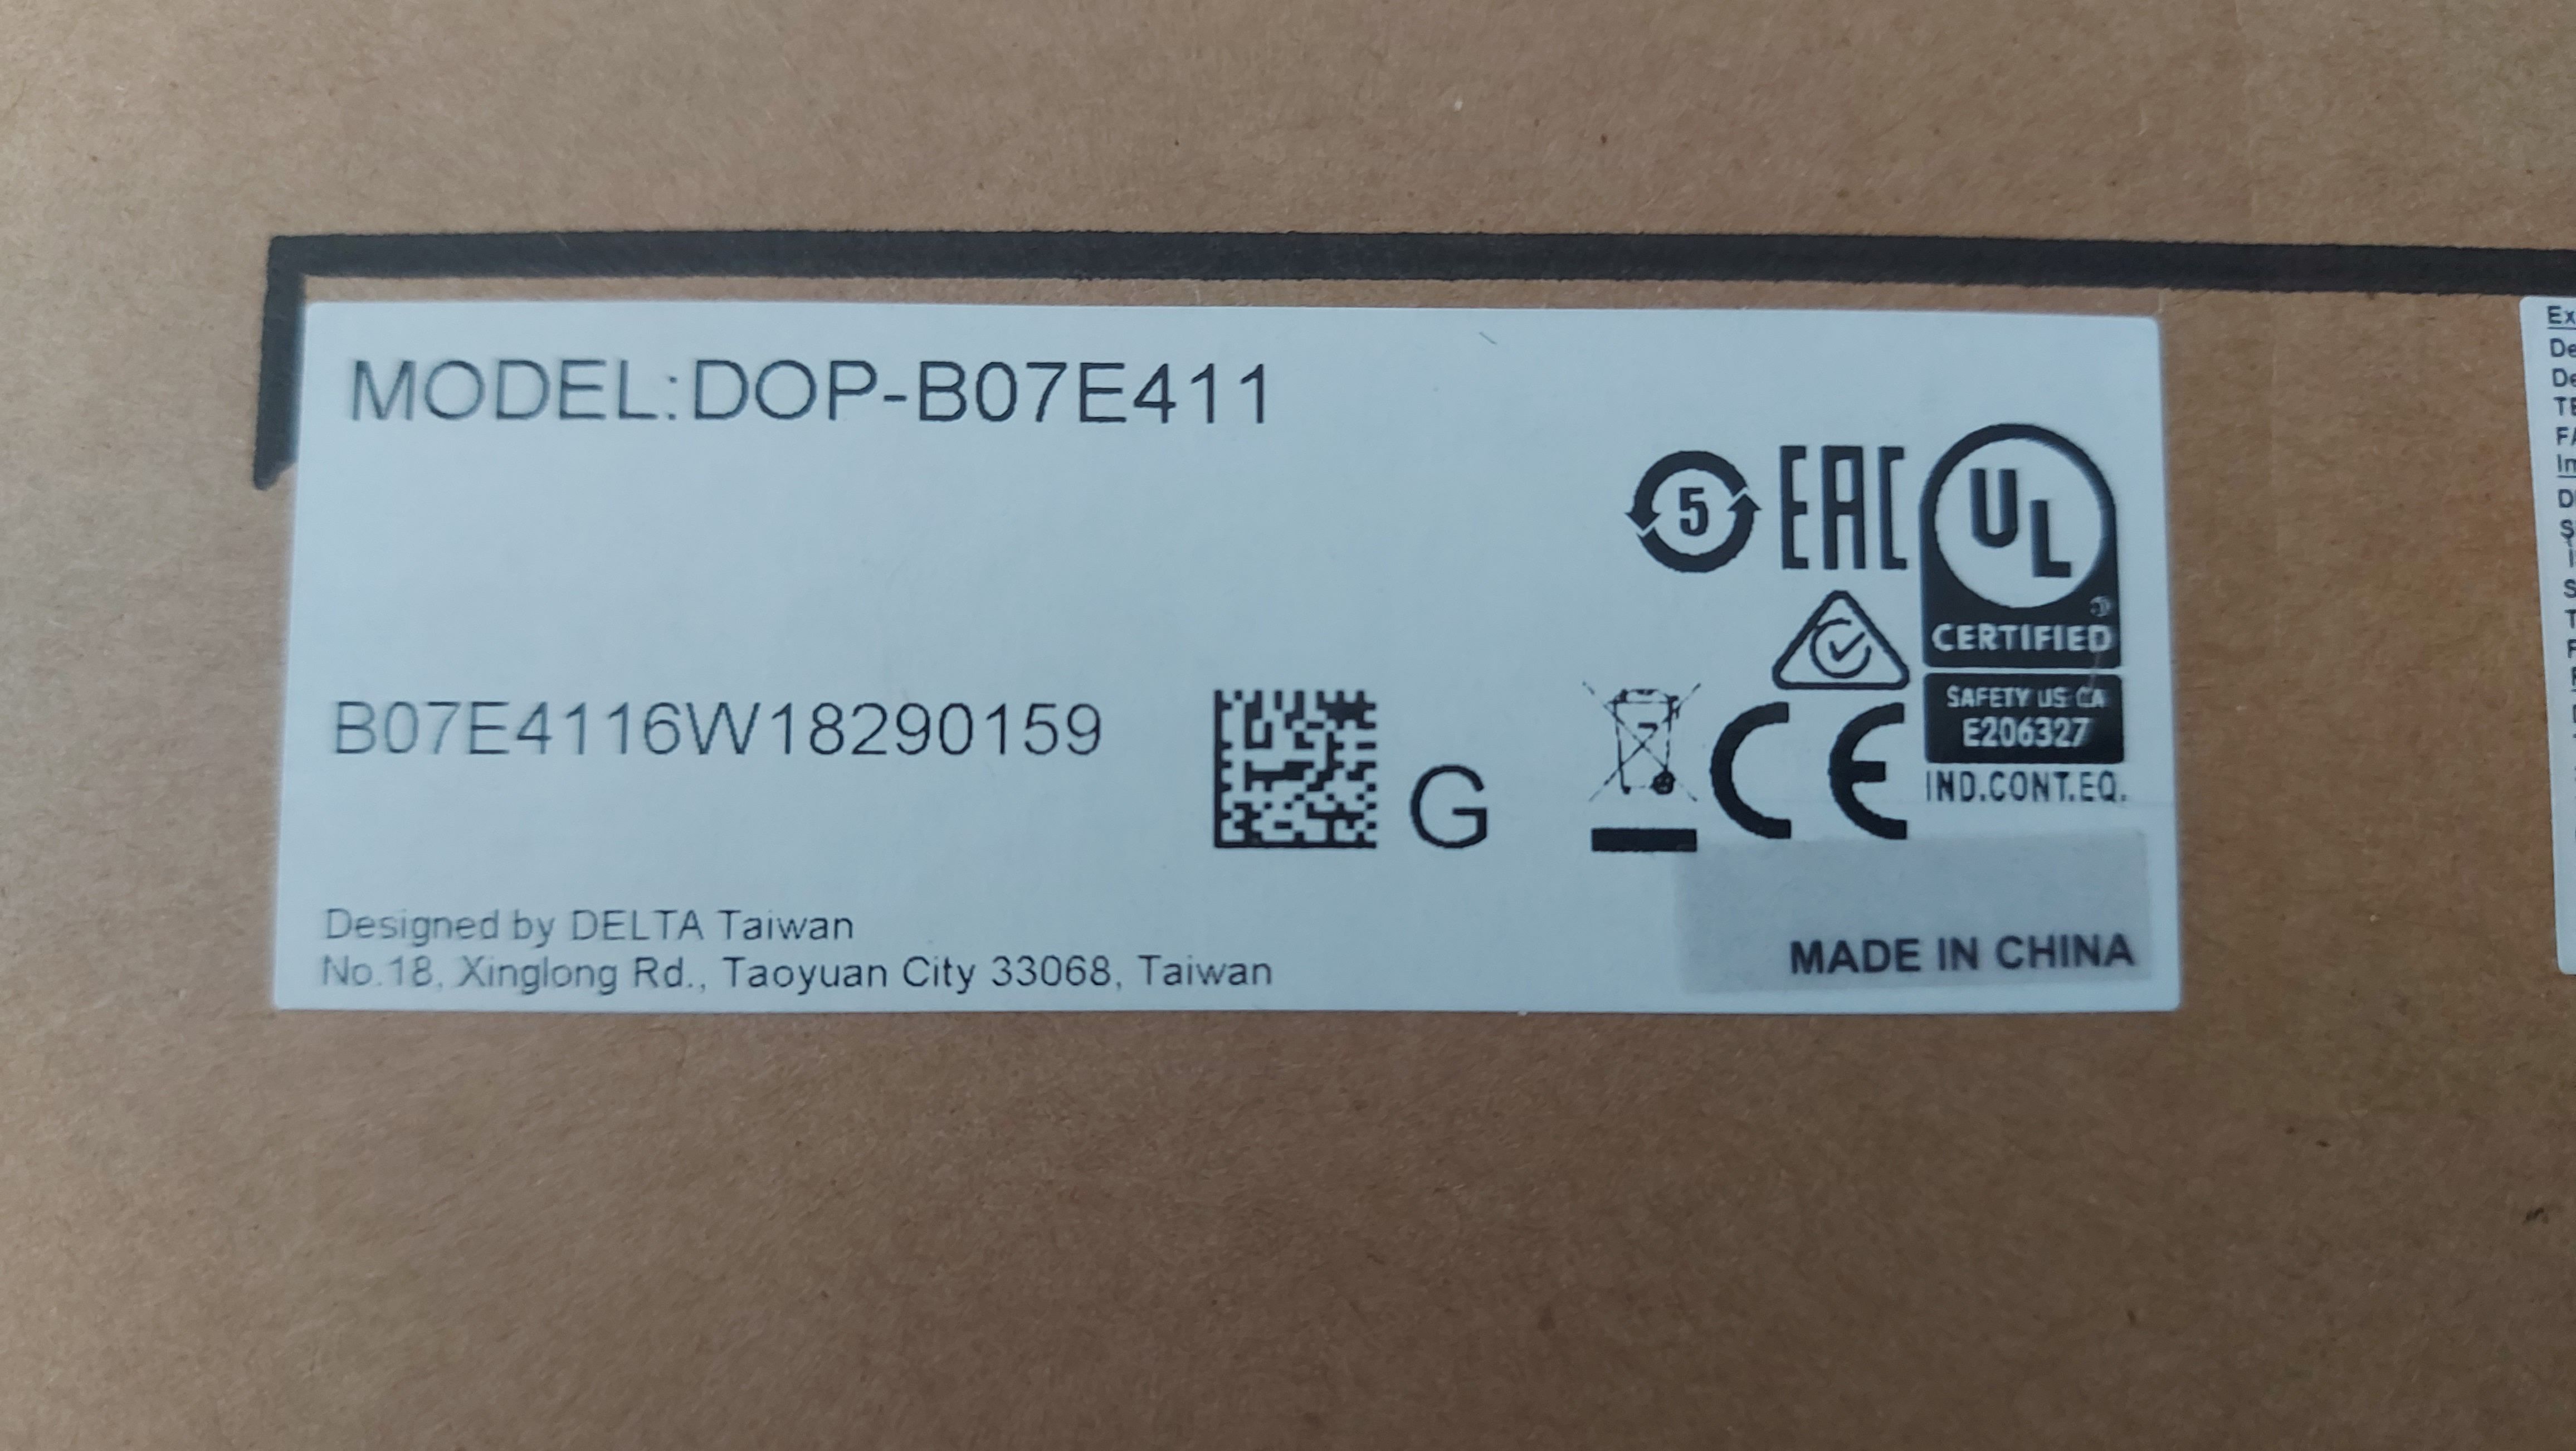 MODEL:DOP-B07E411
5
EAC
UL
CERTIFIED
SAFETY US CA
E206327
IND.CONT.EQ.
B07E4116W18290159
G
CE
Designed by DELTA Taiwan
No.18, Xinglong Rd., Taoyuan City 33068, Taiwan
MADE IN CHINA